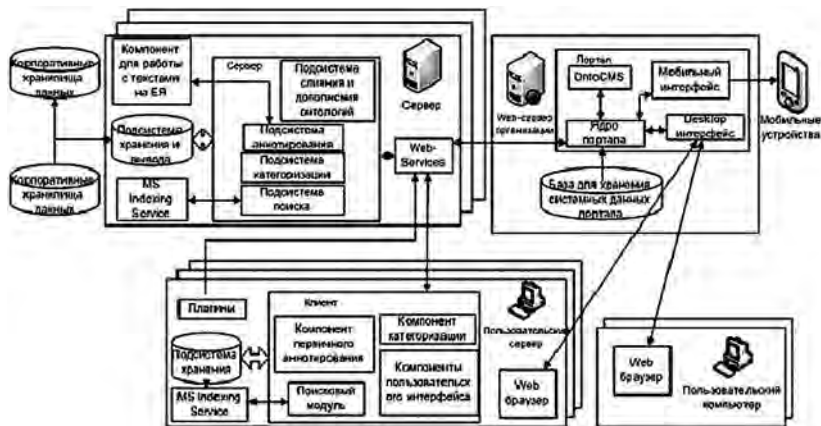 Корпоративные
хранилища
данных
Корпоративные
хранилища
данных
Компонент
для работы
с текстами
на ЕЯ
Подсистема
хранения и
вывода
MS
Indexing
Service
Сервер
Подсистема
слияния и
дописмия
онтологий
Подсистема
аннотирования
Подсистема
категоризации
Подсистема
поиска
Сервер
Web-
Services
Web-сервер
организации
Портал
OntoCMS
Ядро
портала
Мобильный
интерфейс
Desktop
интерфейс
База для хранения
системных данных
портала
Мобильные
устройства
Плагины
Подсистема
хранения
MS Indexing
Service
Клиент
Компонент
первичного
аннотирования
Поисковый
модуль
Компонент
категоризации
Компоненты
пользовательск
ого интерфейса
Пользовательский
сервер
Web
браузер
Web
браузер
Пользовательский
компьютер